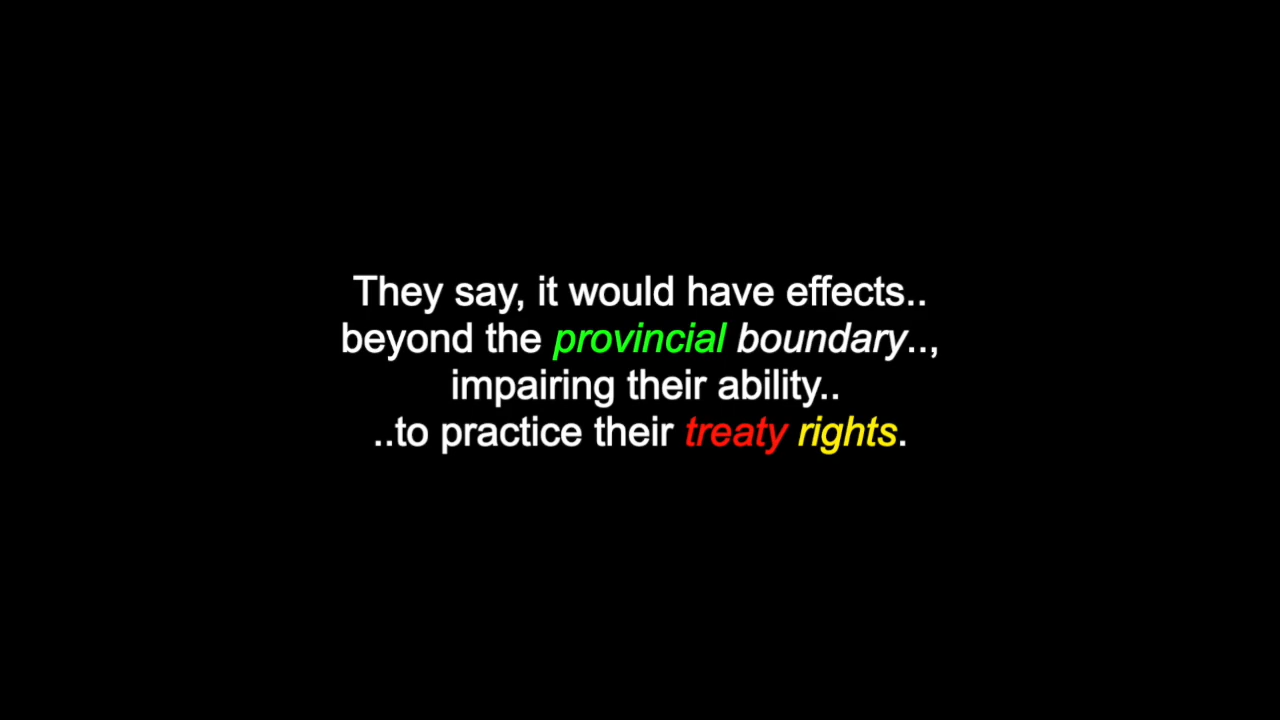 They say, it would have effects..
beyond the provincial boundary..,
impairing their ability..
..to practice their treaty rights.